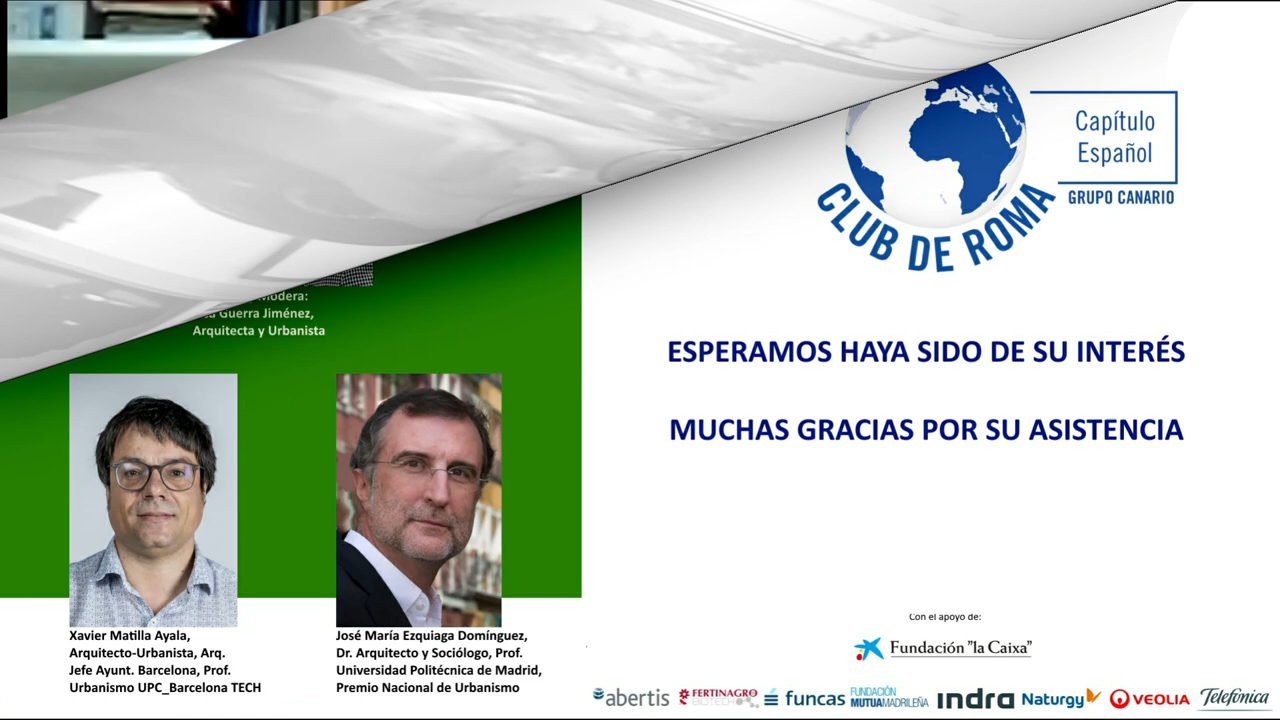 Capítulo
Español
GRUPO CANARIO
CLUB DE ROMA
Modera:
Guerra Jiménez,
Arquitecta y Urbanista
ESPERAMOS HAYA SIDO DE SU INTERÉS
MUCHAS GRACIAS POR SU ASISTENCIA
Xavier Matilla Ayala,
Arquitecto-Urbanista, Arq.
Jefe Ayunt. Barcelona, Prof.
Urbanismo UPC_Barcelona TECH
José María Ezquiaga Domínguez,
Dr. Arquitecto y Sociólogo, Prof.
Universidad Politécnica de Madrid,
Premio Nacional de Urbanismo
Con el apoyo de:
Fundación "la Caixa"
abertis
FERTINAGRO
BIOTECH
funcas
FUNDACIÓN
MUTUAMADRILEÑA
indra
Naturgy
VEOLIA
Telefónica